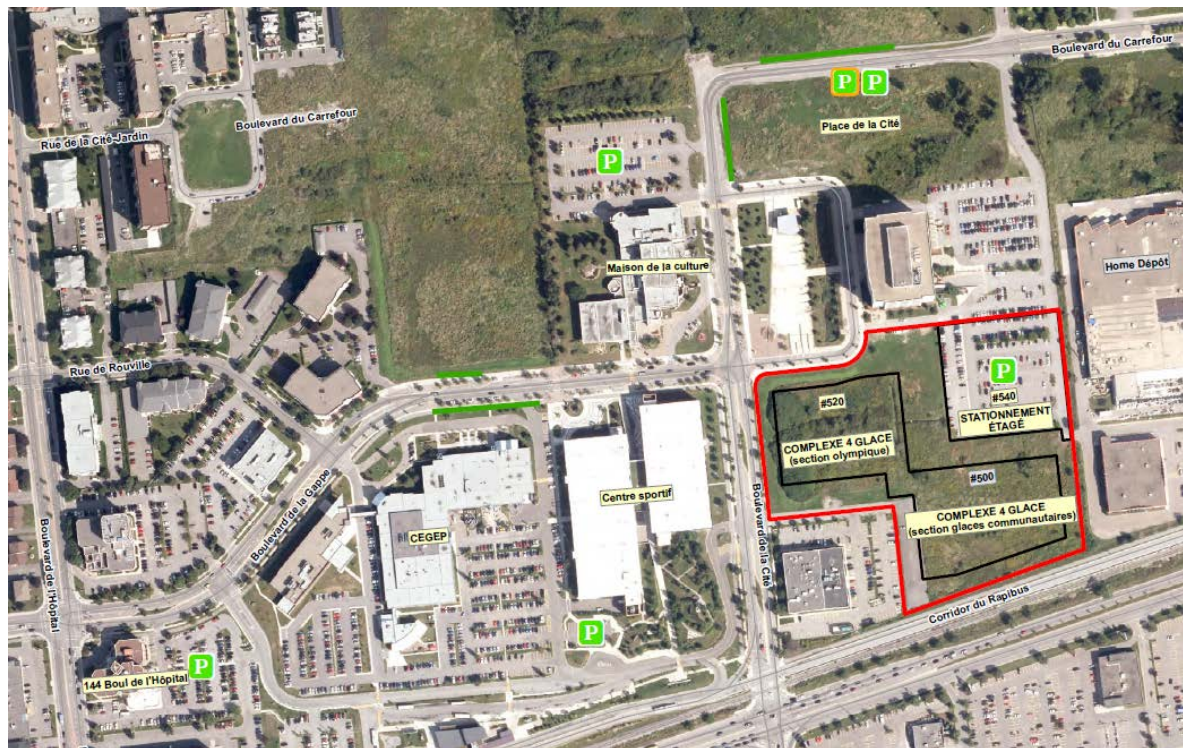 Boulevard du Carrefour
P
P
Place de la Cité
Boulevard du Carrefour
Rue de la Cité-Jardin
P
Maison de la culture
Home Dépôt
Rue de Rouville
P
#540
STATIONNEMENT
ÉTAGÉ
#520
COMPLEXE 4 GLACE
(section olympique)
#500
COMPLEXE 4 GLACE
(section glaces communautaires)
Boulevard de la Gappe
Centre sportif
CEGEP
Boulevard de la Cité
Boulevard de l'Hôpital
Corridor du Rapibus
P
144 Boul de l'Hôpital
P